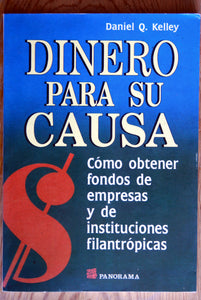 Daniel Q. Kelley
DINERO
PARA SU
CAUSA
Cómo obtener
fondos de
empresas
y de
instituciones
filantrópicas
$
PANORAMA